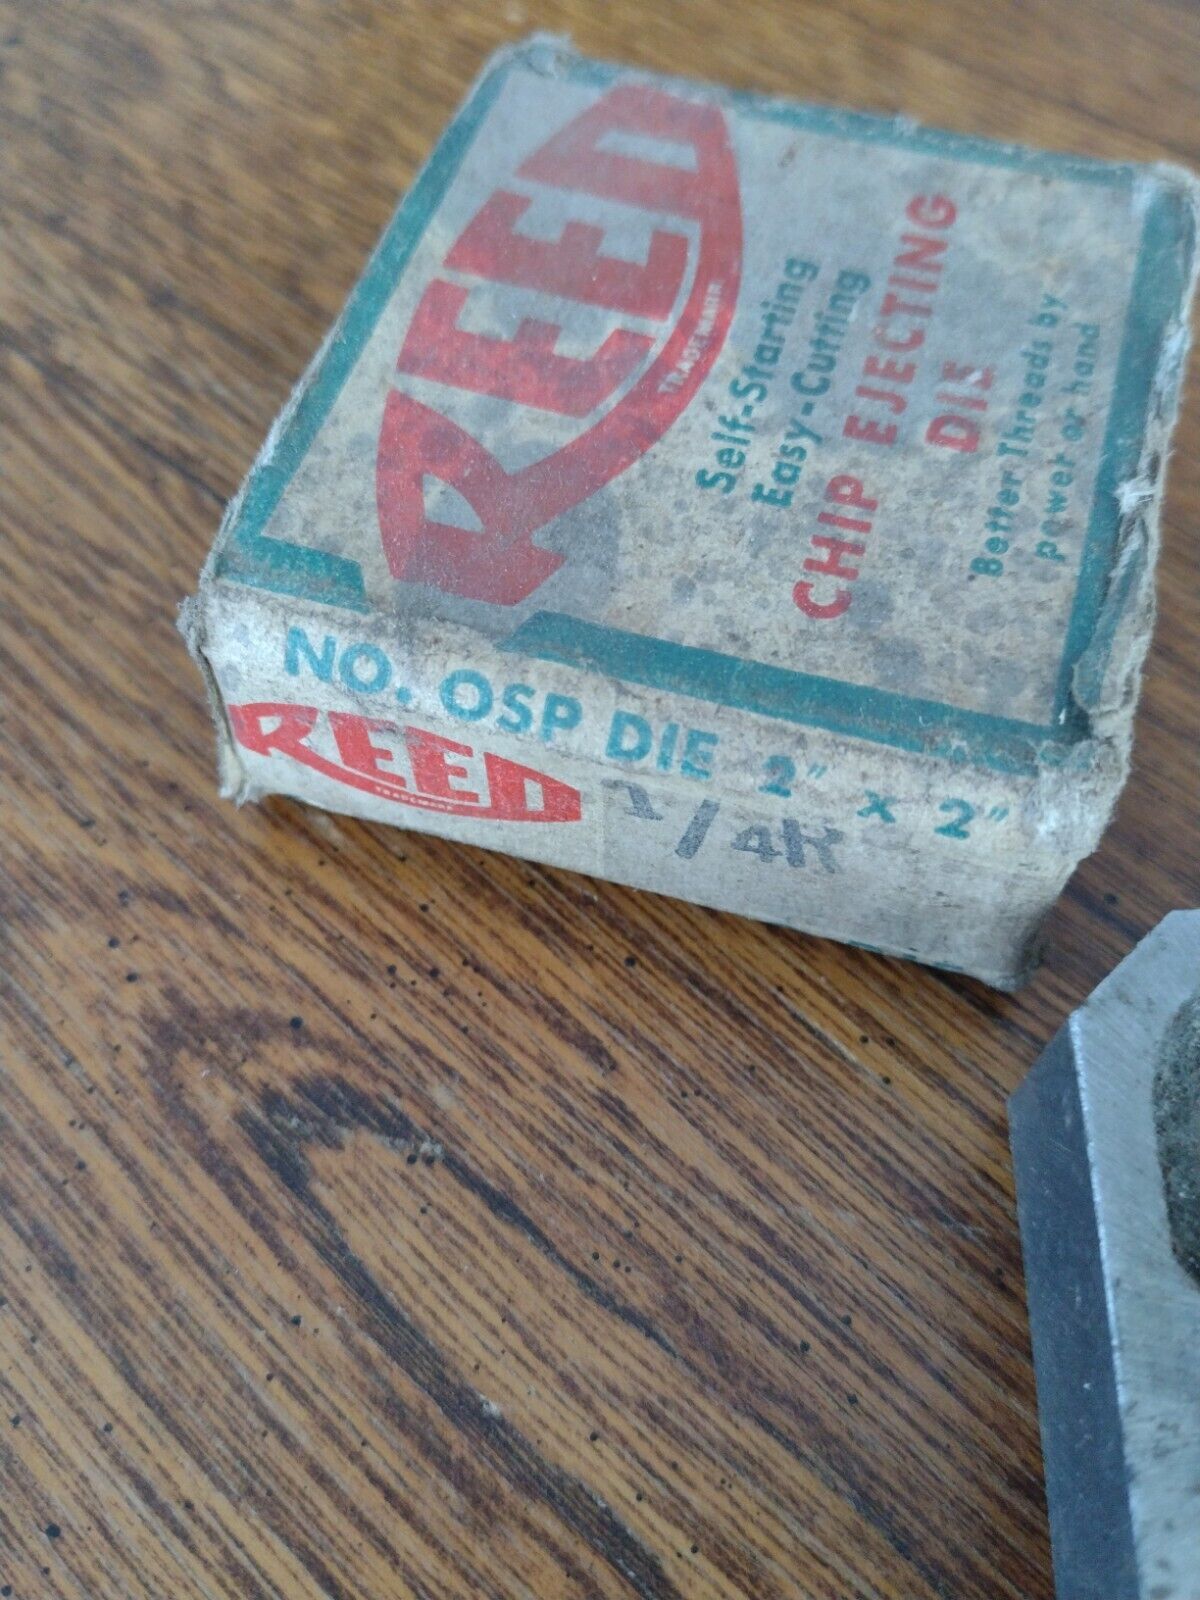 REED
TRADEMARK
Self-Starting
Easy-Cutting
CHIP EJECTING
DIE
Better Threads by
power or hand
NO. OSP DIE 2" x 2"
REED
TRADEMARK
1/4R